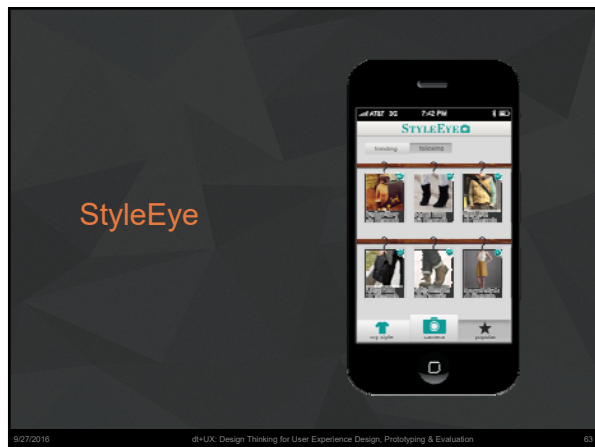 StyleEye
AT&T 3G 7:42 PM
STYLEEYE
trending following
my style camera popular
9/27/2016 dt+UX: Design Thinking for User Experience Design, Prototyping & Evaluation 63